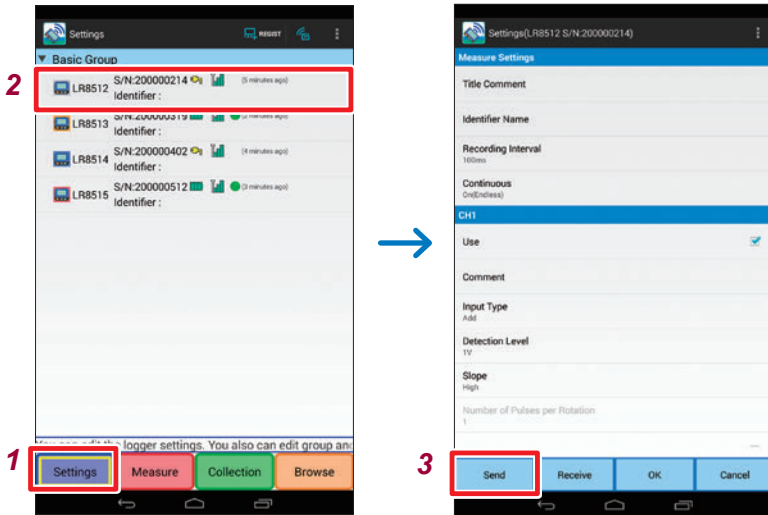 Settings
REGIST
Basic Group
2
LR8512
S/N:200000214
(5 minutes ago)
Identifier :
LR8513
S/N:200000319
(2 minutes ago)
Identifier :
LR8514
S/N:200000402
(4 minutes ago)
Identifier :
LR8515
S/N:200000512
(3 minutes ago)
Identifier :
You can edit the logger settings. You also can edit group and
1
Settings
Measure
Collection
Browse
Settings(LR8512 S/N:200000214)
Measure Settings
Title Comment
Identifier Name
Recording Interval
100ms
Continuous
On(Endless)
CH1
Use
Comment
Input Type
Add
Detection Level
1V
Slope
High
Number of Pulses per Rotation
1
3
Send
Receive
OK
Cancel